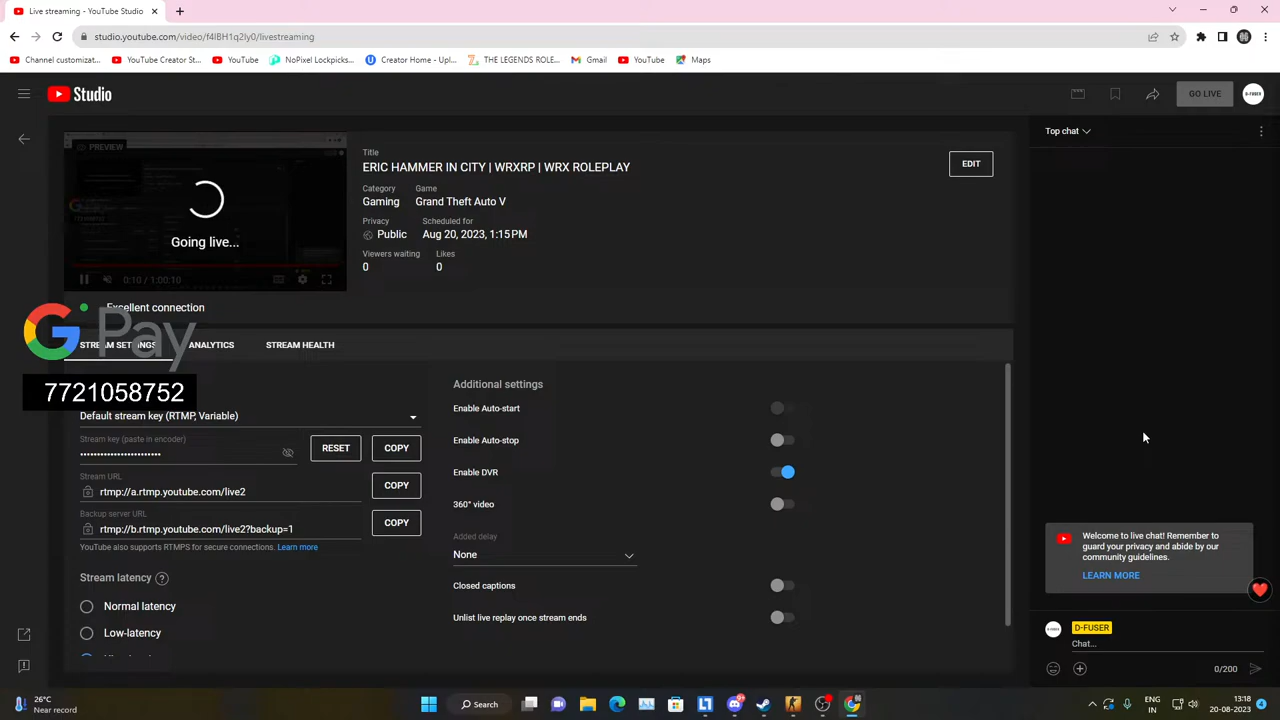 Live streaming - YouTube Studio
studio.youtube.com/video/f4lBH1q2Iy0/livestreaming
Channel customizat...
YouTube Creator St...
YouTube
NoPixel Lockpicks...
Creator Home - Upl...
THE LEGENDS ROLE...
Gmail
YouTube
Maps
Studio
GO LIVE
D-FUSER
PREVIEW
Going live...
0:10 / 1:00:10
Title
ERIC HAMMER IN CITY | WRXRP | WRX ROLEPLAY
EDIT
Category
Game
Gaming
Grand Theft Auto V
Privacy
Scheduled for
Public
Aug 20, 2023, 1:15 PM
Viewers waiting
Likes
0
0
Excellent connection
G Pay
7721058752
STREAM SETTINGS
ANALYTICS
STREAM HEALTH
Default stream key (RTMP, Variable)
Stream key (paste in encoder)
••••••••••••••••••••••••
RESET
COPY
Stream URL
rtmp://a.rtmp.youtube.com/live2
COPY
Backup server URL
rtmp://b.rtmp.youtube.com/live2?backup=1
COPY
YouTube also supports RTMPS for secure connections. Learn more
Stream latency
Normal latency
Low-latency
Additional settings
Enable Auto-start
Enable Auto-stop
Enable DVR
360° video
Added delay
None
Closed captions
Unlist live replay once stream ends
Top chat
Welcome to live chat! Remember to
guard your privacy and abide by our
community guidelines.
LEARN MORE
D-FUSER
Chat...
0/200
26°C
Near record
Search
ENG
IN
13:18
20-08-2023